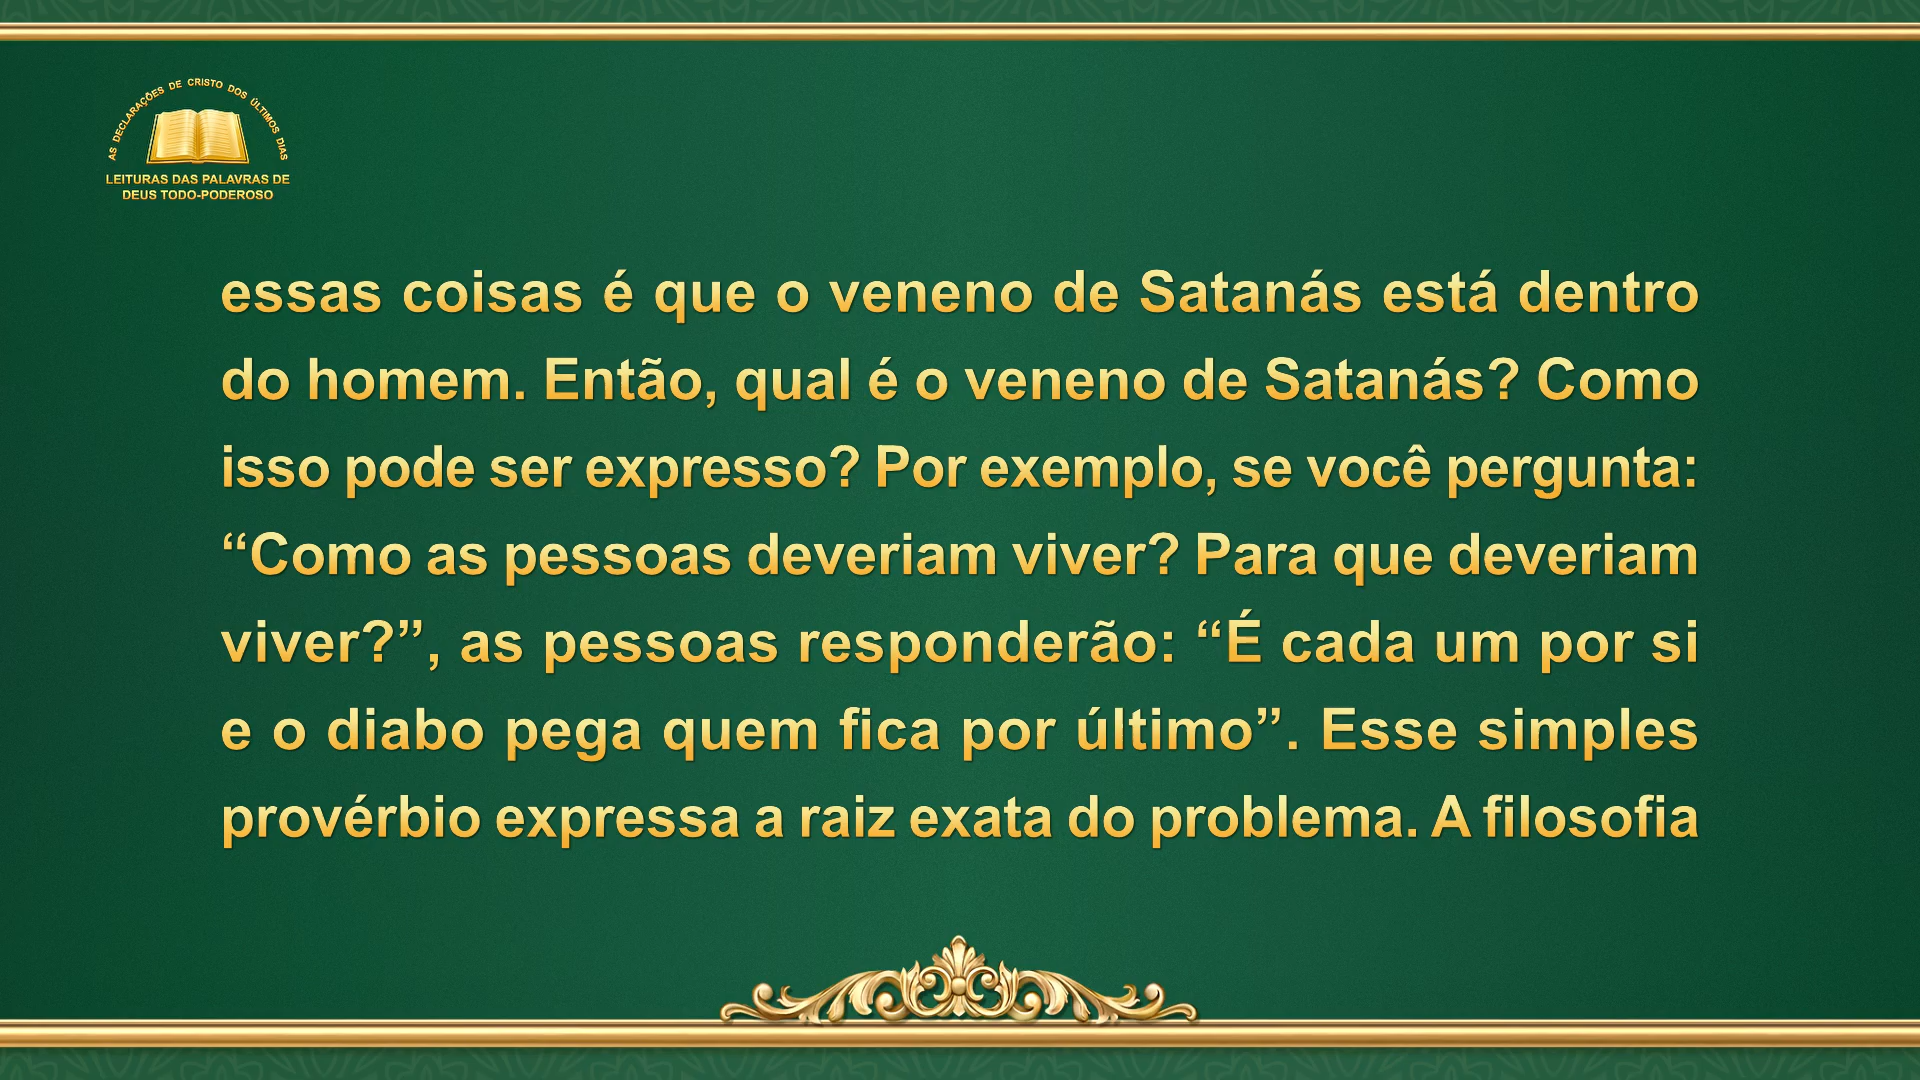 AS DECLARAÇÕES DE CRISTO DOS ÚLTIMOS DIAS
LEITURAS DAS PALAVRAS DE
DEUS TODO-PODEROSO
essas coisas é que o veneno de Satanás está dentro
do homem. Então, qual é o veneno de Satanás? Como
isso pode ser expresso? Por exemplo, se você pergunta:
“Como as pessoas deveriam viver? Para que deveriam
viver?”, as pessoas responderão: “É cada um por si
e o diabo pega quem fica por último”. Esse simples
provérbio expressa a raiz exata do problema. A filosofia